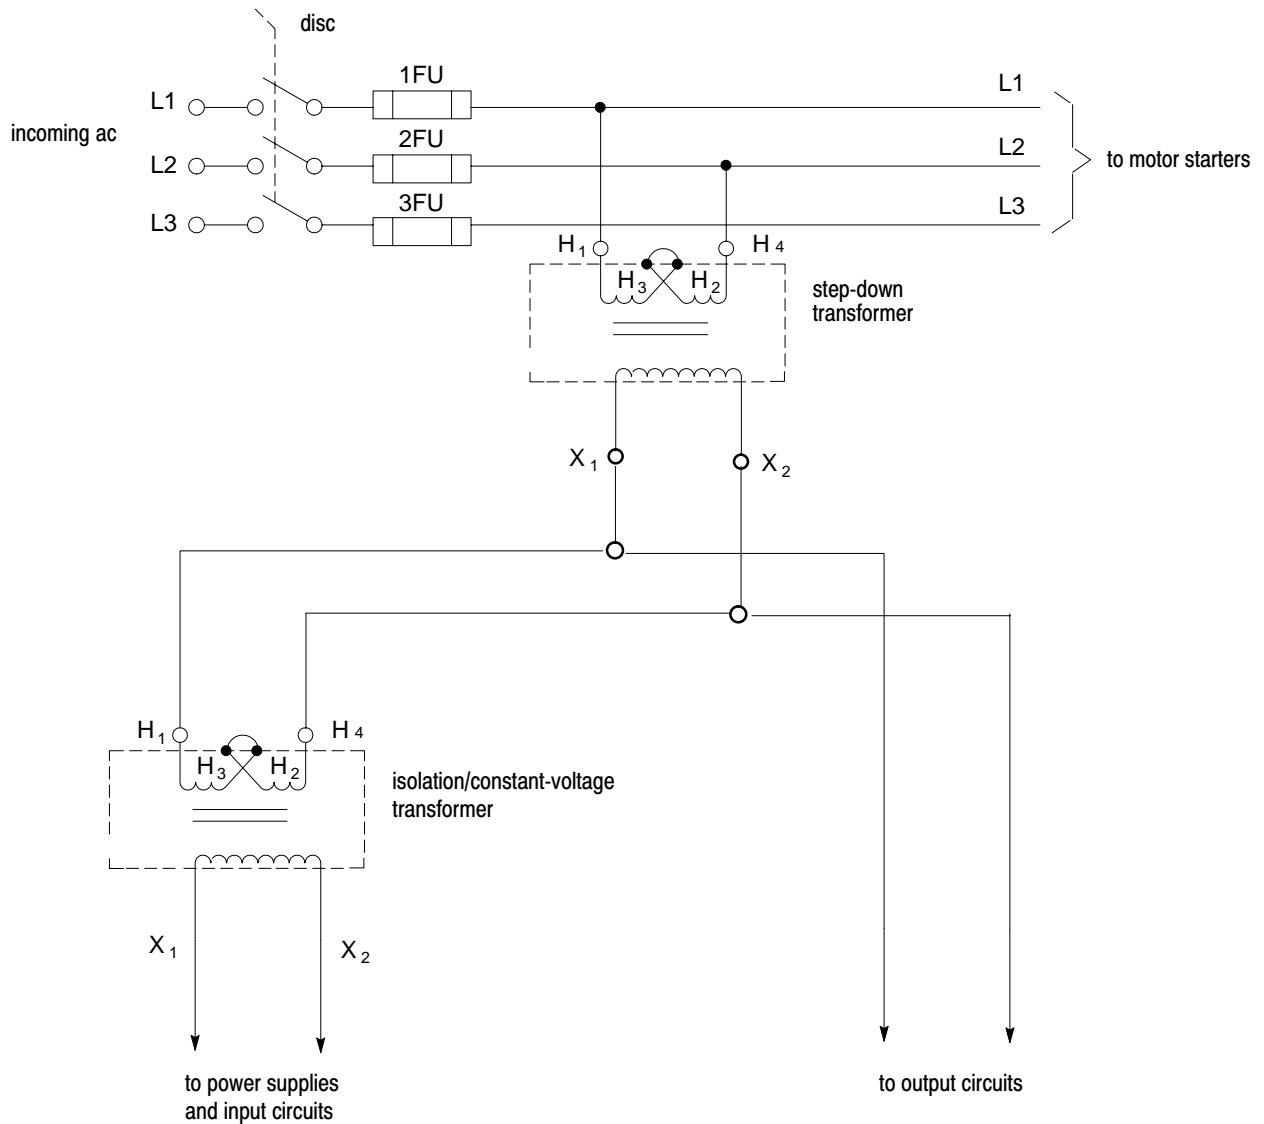 disc
1FU
L1
L1
incoming ac
2FU
L2
L2
to motor starters
3FU
L3
L3
H1
H4
H3
H2
step-down
transformer
X1
X2
H1
H4
H3
H2
isolation/constant-voltage
transformer
X1
X2
to power supplies
and input circuits
to output circuits